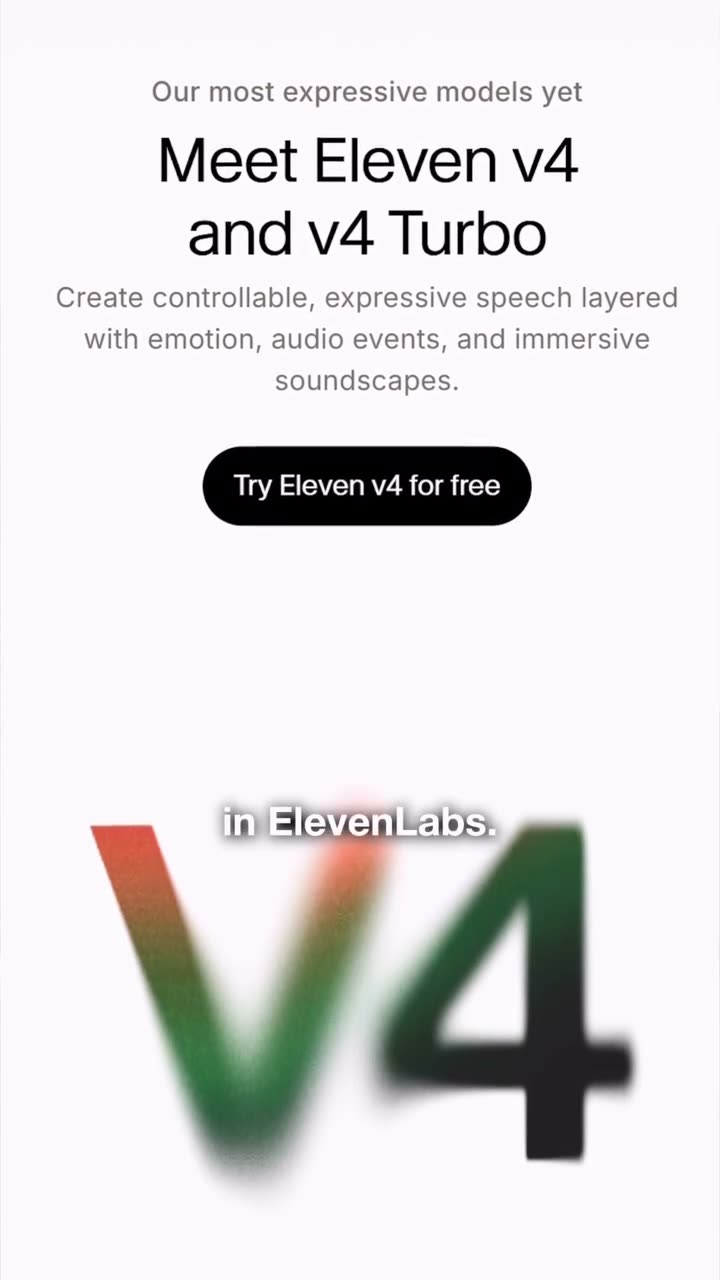 Our most expressive models yet
Meet Eleven v4
and v4 Turbo
Create controllable, expressive speech layered
with emotion, audio events, and immersive
soundscapes.
Try Eleven v4 for free
in ElevenLabs.
V4